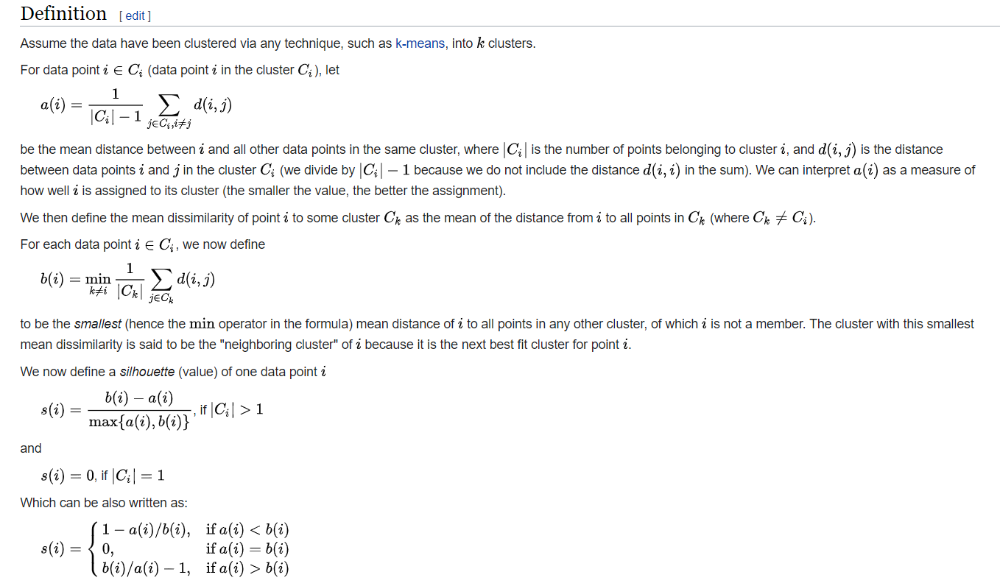 Definition [ edit ]
Assume the data have been clustered via any technique, such as k-means, into k clusters.
For data point i ∈ C_i (data point i in the cluster C_i), let
a(i) = \frac{1}{|C_i| − 1} \sum_{j∈C_i, i≠j} d(i, j)
be the mean distance between i and all other data points in the same cluster, where |C_i| is the number of points belonging to cluster i, and d(i, j) is the distance
between data points i and j in the cluster C_i (we divide by |C_i| − 1 because we do not include the distance d(i, i) in the sum). We can interpret a(i) as a measure of
how well i is assigned to its cluster (the smaller the value, the better the assignment).
We then define the mean dissimilarity of point i to some cluster C_k as the mean of the distance from i to all points in C_k (where C_k ≠ C_i).
For each data point i ∈ C_i, we now define
b(i) = \min_{k≠i} \frac{1}{|C_k|} \sum_{j∈C_k} d(i, j)
to be the smallest (hence the min operator in the formula) mean distance of i to all points in any other cluster, of which i is not a member. The cluster with this smallest
mean dissimilarity is said to be the "neighboring cluster" of i because it is the next best fit cluster for point i.
We now define a silhouette (value) of one data point i
s(i) = \frac{b(i) − a(i)}{\max\{a(i), b(i)\}}, if |C_i| > 1
and
s(i) = 0, if |C_i| = 1
Which can be also written as:
s(i) = \begin{cases} 1 − a(i)/b(i), & \text{if } a(i) < b(i) \\ 0, & \text{if } a(i) = b(i) \\ b(i)/a(i) − 1, & \text{if } a(i) > b(i) \end{cases}